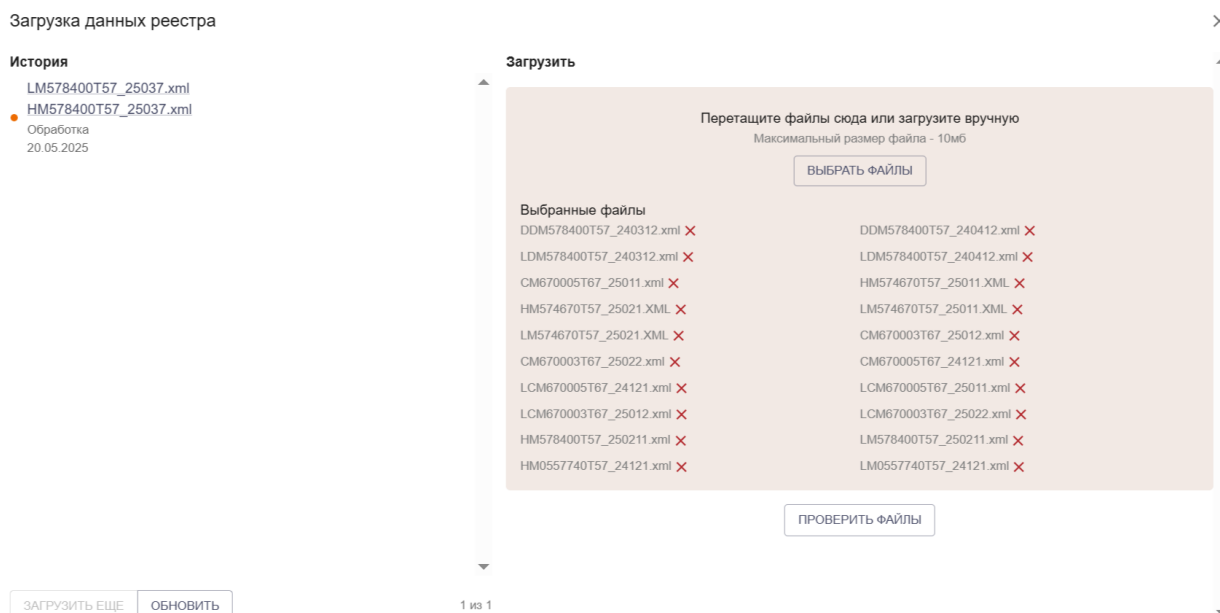 Загрузка данных реестра
История
LM578400T57_25037.xml
HM578400T57_25037.xml
Обработка
20.05.2025
ЗАГРУЗИТЬ ЕЩЕ
ОБНОВИТЬ
1 из 1
Загрузить
Перетащите файлы сюда или загрузите вручную
Максимальный размер файла - 10мб
ВЫБРАТЬ ФАЙЛЫ
Выбранные файлы
DDM578400T57_240312.xml DDM578400T57_240412.xml
LDM578400T57_240312.xml LDM578400T57_240412.xml
CM670005T67_25011.xml HM574670T57_25011.XML
HM574670T57_25021.XML LM574670T57_25011.XML
LM574670T57_25021.XML CM670003T67_25012.xml
CM670003T67_25022.xml CM670005T67_24121.xml
LCM670005T67_24121.xml LCM670005T67_25011.xml
LCM670003T67_25012.xml LCM670003T67_25022.xml
HM578400T57_250211.xml LM578400T57_250211.xml
HM0557740T57_24121.xml LM0557740T57_24121.xml
ПРОВЕРИТЬ ФАЙЛЫ